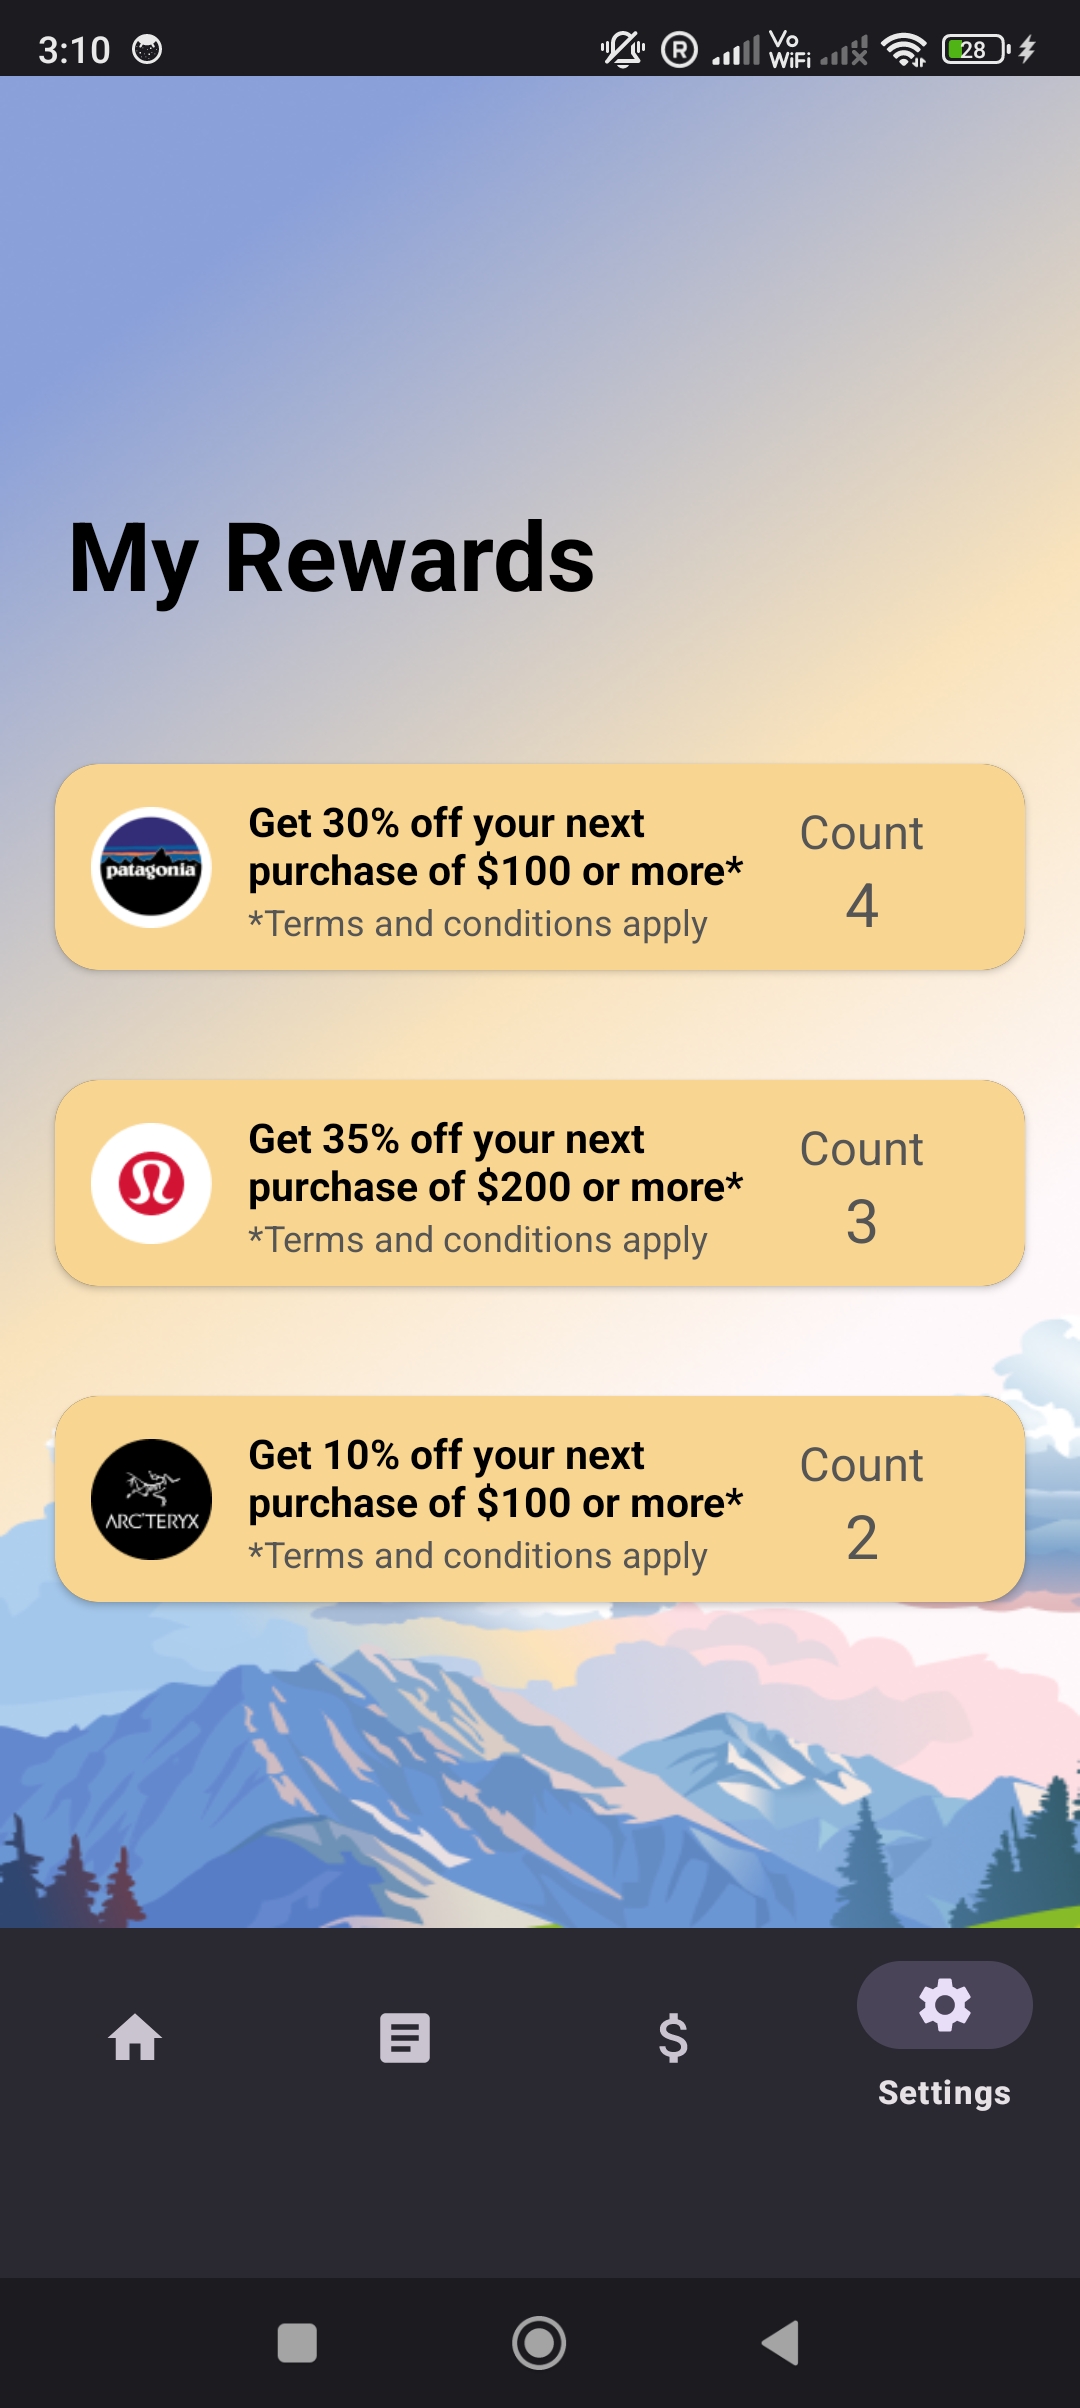 3:10
R
Vo
WiFi
28
My Rewards
patagonia
Get 30% off your next
purchase of $100 or more*
*Terms and conditions apply
Count
4
Get 35% off your next
purchase of $200 or more*
*Terms and conditions apply
Count
3
ARC'TERYX
Get 10% off your next
purchase of $100 or more*
*Terms and conditions apply
Count
2
$
Settings